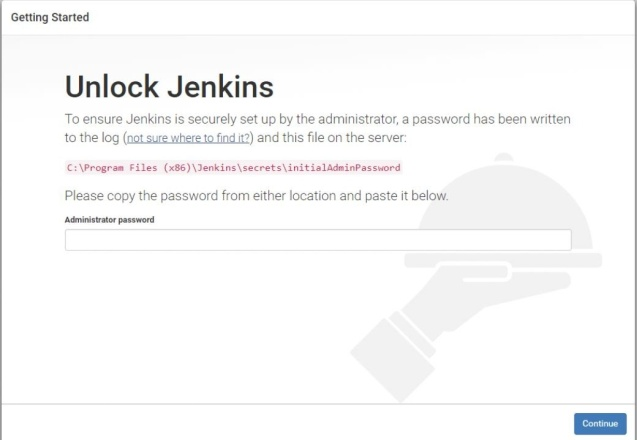 Getting Started
Unlock Jenkins
To ensure Jenkins is securely set up by the administrator, a password has been written
to the log (not sure where to find it?) and this file on the server:
C:\Program Files (x86)\Jenkins\secrets\initialAdminPassword
Please copy the password from either location and paste it below.
Administrator password
Continue